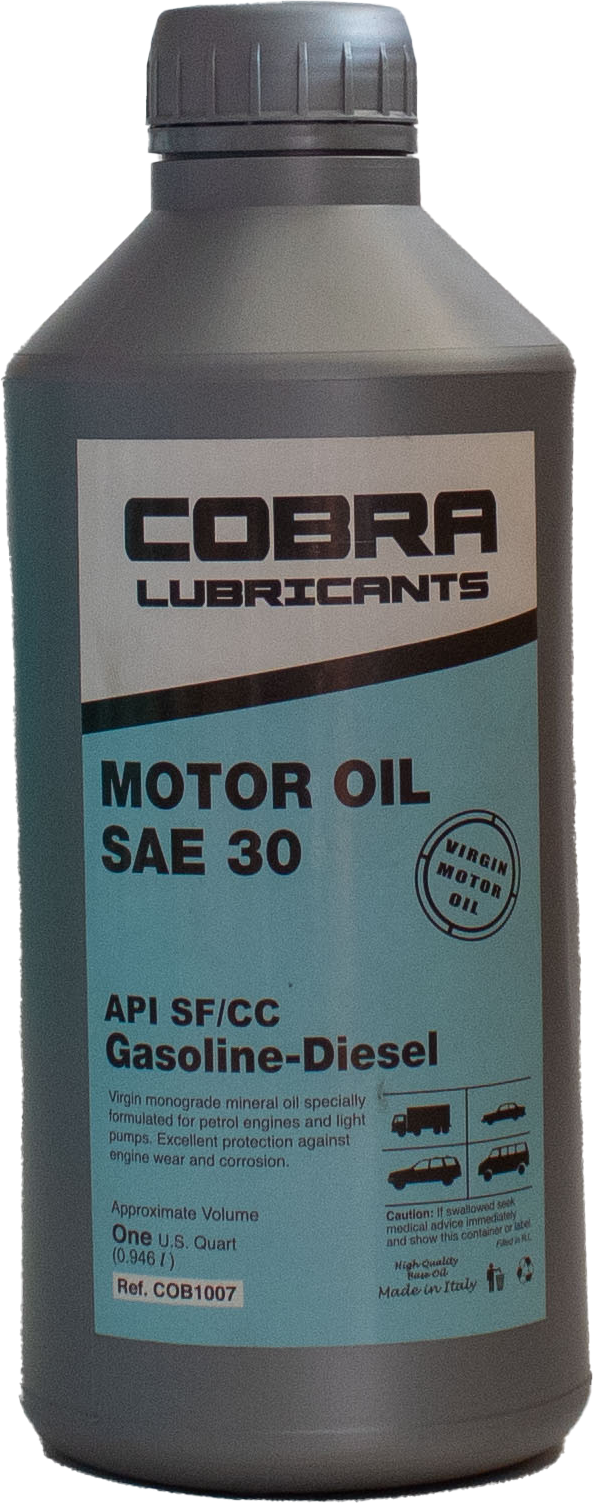 COBRA
LUBRICANTS
MOTOR OIL
SAE 30
VIRGIN
MOTOR
OIL
API SF/CC
Gasoline-Diesel
Virgin monograde mineral oil specially
formulated for petrol engines and light
pumps. Excellent protection against
engine wear and corrosion.
Approximate Volume
One U.S. Quart
(0.946 l)
Ref. COB1007
Caution: If swallowed seek
medical advice immediately
and show this container or label.
Filled in
High Quality
Base Oil
Made in Italy